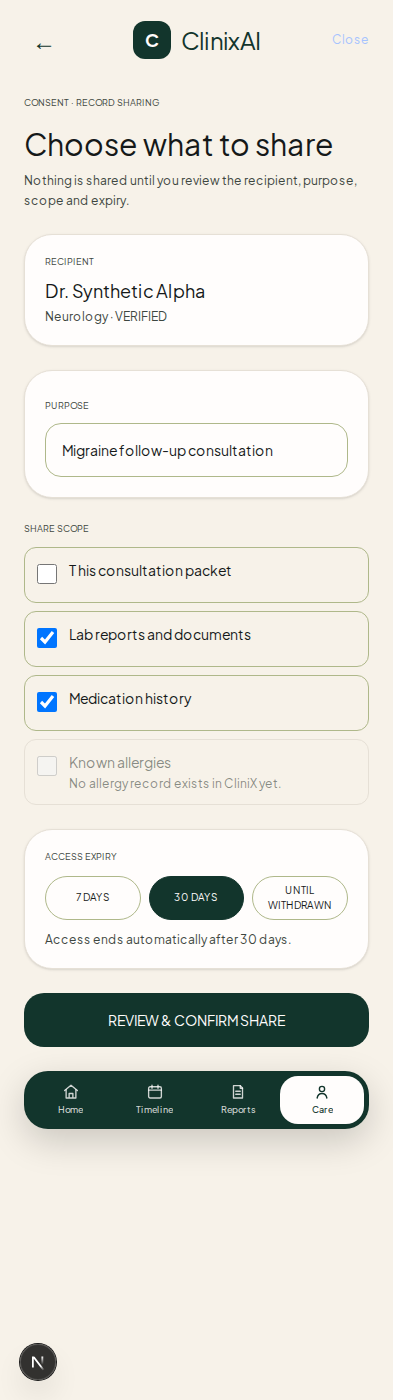 ←
C ClinixAI
Close
CONSENT · RECORD SHARING
Choose what to share
Nothing is shared until you review the recipient, purpose,
scope and expiry.
RECIPIENT
Dr. Synthetic Alpha
Neurology · VERIFIED
PURPOSE
Migraine follow-up consultation
SHARE SCOPE
This consultation packet
Lab reports and documents
Medication history
Known allergies
No allergy record exists in CliniX yet.
ACCESS EXPIRY
7 DAYS
30 DAYS
UNTIL
WITHDRAWN
Access ends automatically after 30 days.
REVIEW & CONFIRM SHARE
Home
Timeline
Reports
Care
N